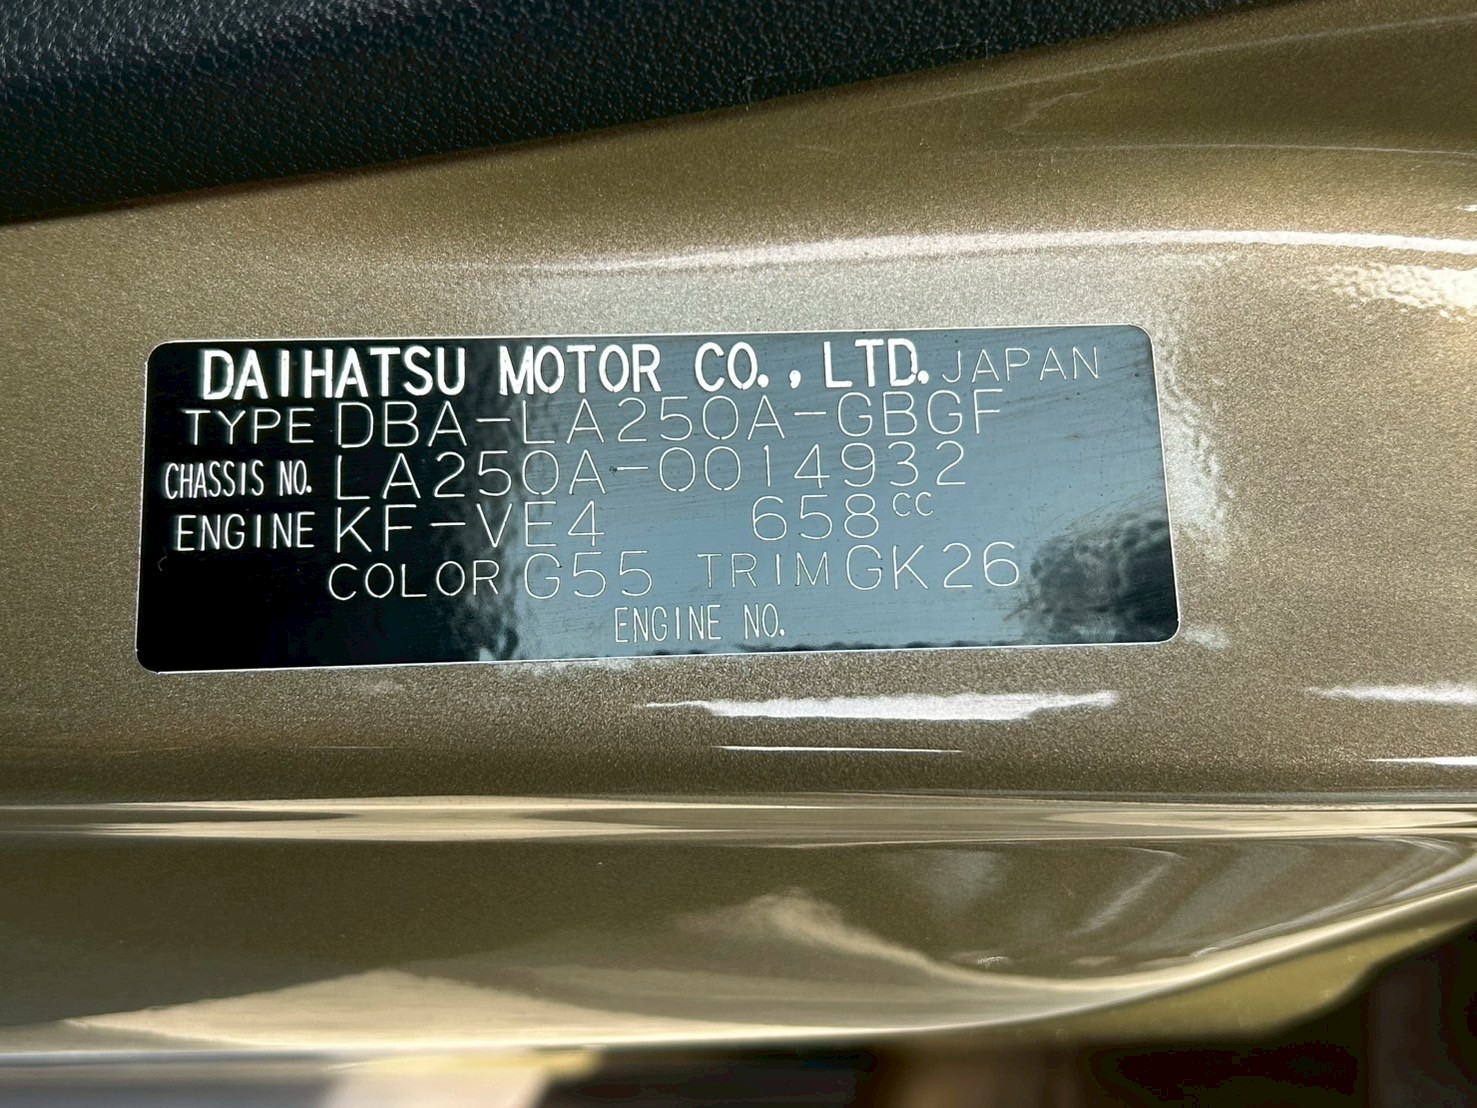 DAIHATSU MOTOR CO., LTD. JAPAN
TYPE DBA-LA250A-GBGF
CHASSIS NO. LA250A-0014932
ENGINE KF-VE4 658CC
COLOR G55 TRIM GK26
ENGINE NO.